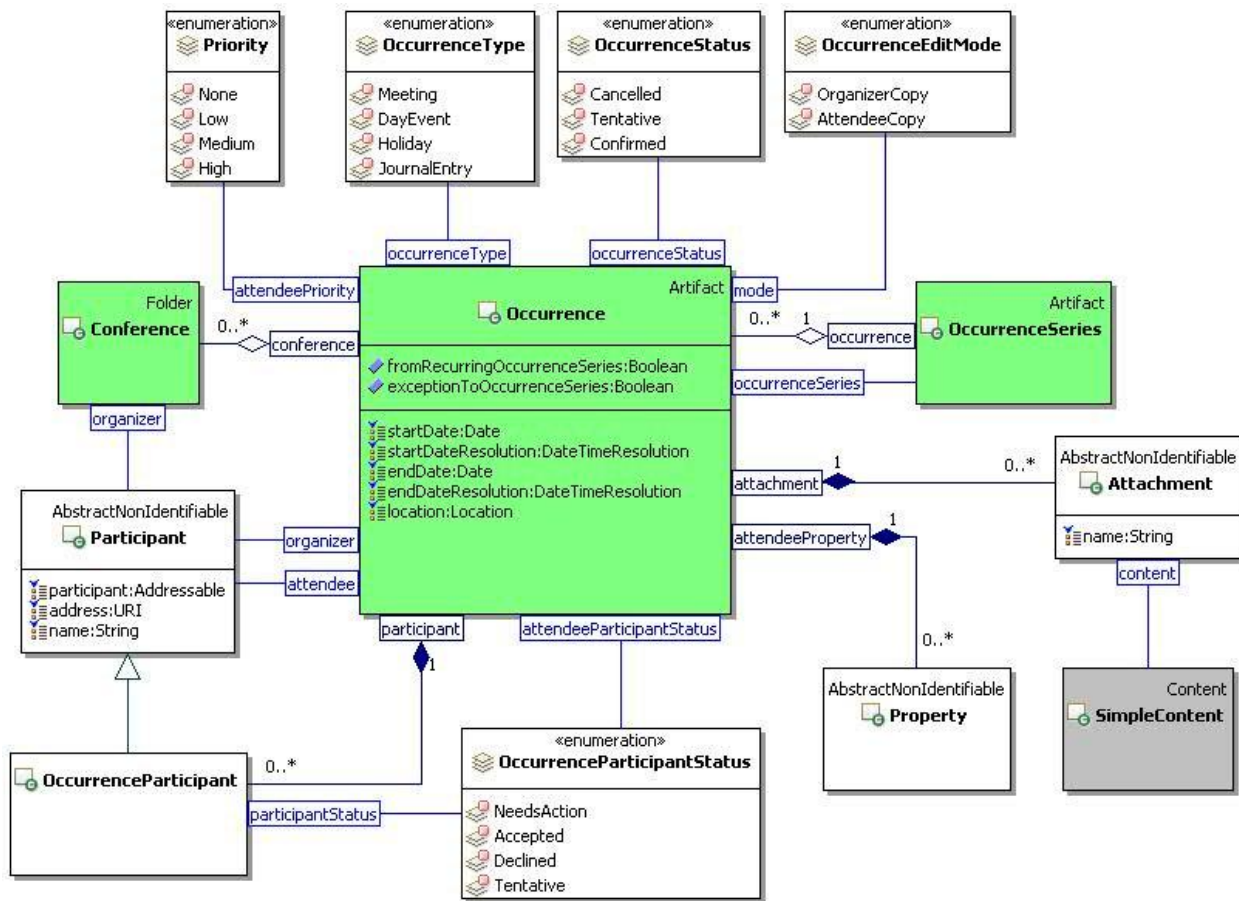 «enumeration»
Priority
None
Low
Medium
High
«enumeration»
OccurrenceType
Meeting
DayEvent
Holiday
JournalEntry
«enumeration»
OccurrenceStatus
Cancelled
Tentative
Confirmed
«enumeration»
OccurrenceEditMode
OrganizerCopy
AttendeeCopy
attendeePriority
occurrenceType
occurrenceStatus
mode
Folder
Conference
0..*
conference
organizer
Artifact
Occurrence
fromRecurringOccurrenceSeries:Boolean
exceptionToOccurrenceSeries:Boolean
startDate:Date
startDateResolution:DateTimeResolution
endDate:Date
endDateResolution:DateTimeResolution
location:Location
0..*
1
occurrence
occurrenceSeries
Artifact
OccurrenceSeries
attachment
1
0..*
AbstractNonIdentifiable
Attachment
name:String
content
attendeeProperty
1
0..*
AbstractNonIdentifiable
Participant
participant:Addressable
address:URI
name:String
organizer
attendee
participant
1
attendeeParticipantStatus
AbstractNonIdentifiable
Property
Content
SimpleContent
OccurrenceParticipant
0..*
participantStatus
«enumeration»
OccurrenceParticipantStatus
NeedsAction
Accepted
Declined
Tentative